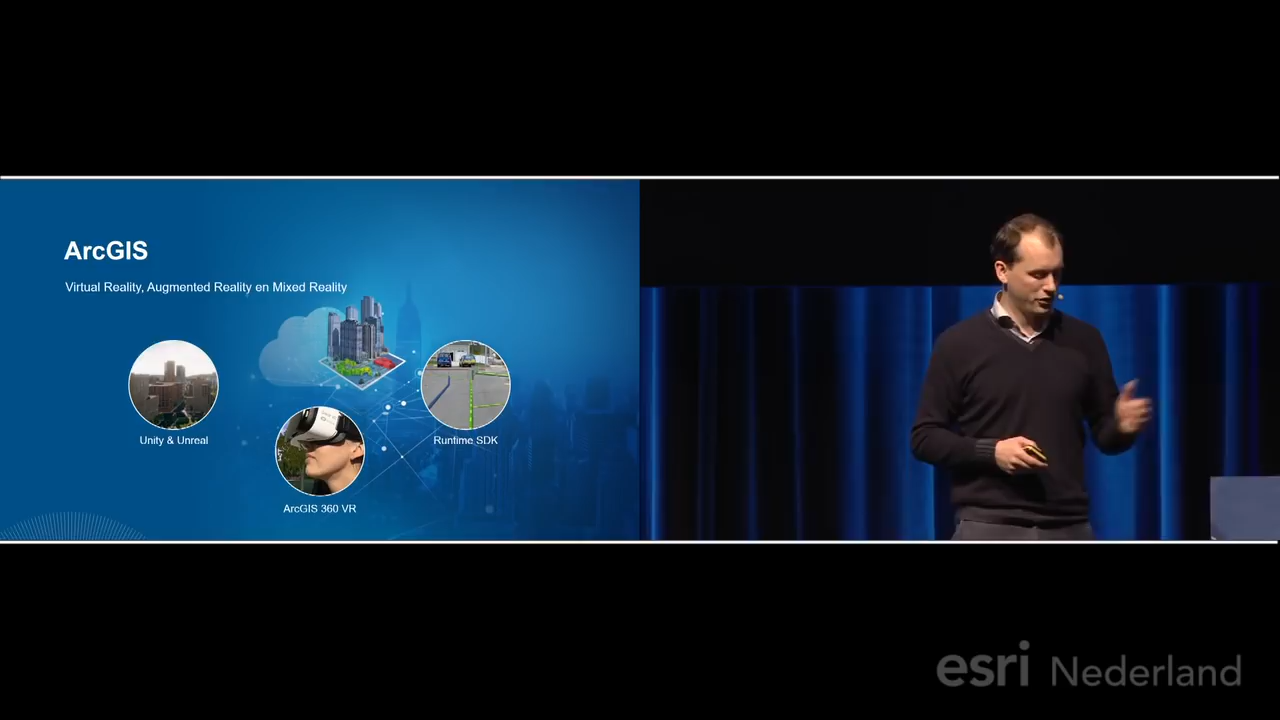 ArcGIS
Virtual Reality, Augmented Reality en Mixed Reality
Unity & Unreal
Runtime SDK
ArcGIS 360 VR
esri Nederland